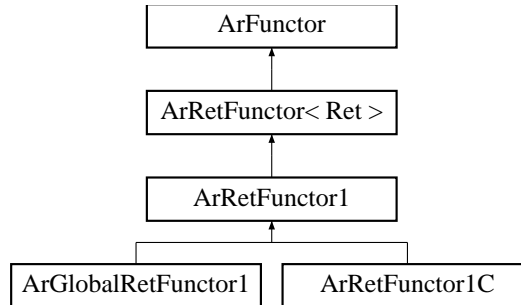 ArFunctor
ArRetFunctor< Ret >
ArRetFunctor1
ArGlobalRetFunctor1
ArRetFunctor1C